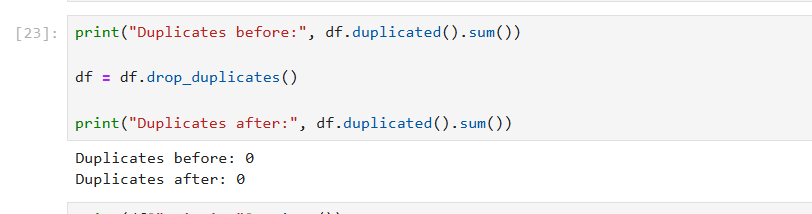 [23]:
print("Duplicates before:", df.duplicated().sum())
df = df.drop_duplicates()
print("Duplicates after:", df.duplicated().sum())
Duplicates before: 0
Duplicates after: 0